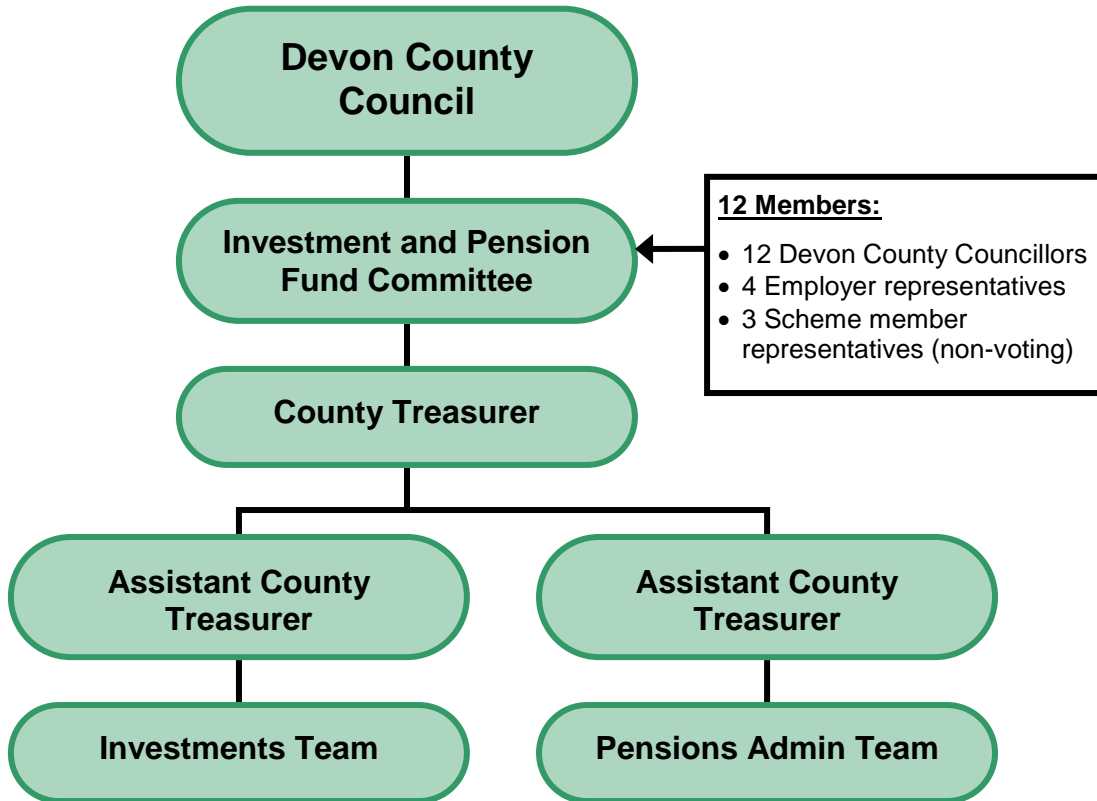 Devon County
Council
12 Members:
Investment and Pension
Fund Committee
• 12 Devon County Councillors
• 4 Employer representatives
• 3 Scheme member
representatives (non-voting)
County Treasurer
Assistant County
Treasurer
Assistant County
Treasurer
Investments Team
Pensions Admin Team